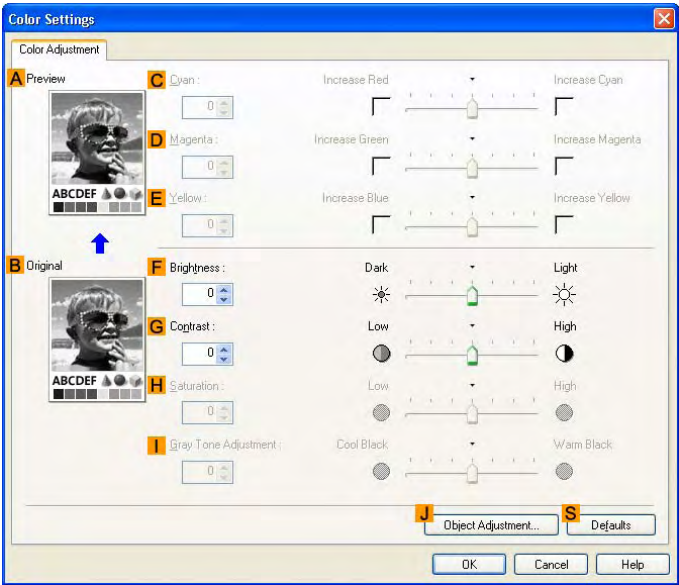 Color Settings
Color Adjustment
A Preview
ABCDEF
B Original
ABCDEF
C Cyan : Increase Red Increase Cyan
0
D Magenta : Increase Green Increase Magenta
0
E Yellow : Increase Blue Increase Yellow
0
F Brightness : Dark Light
0
G Contrast : Low High
0
H Saturation : Low High
0
I Gray Tone Adjustment : Cool Black Warm Black
0
J Object Adjustment... S Defaults
OK Cancel Help